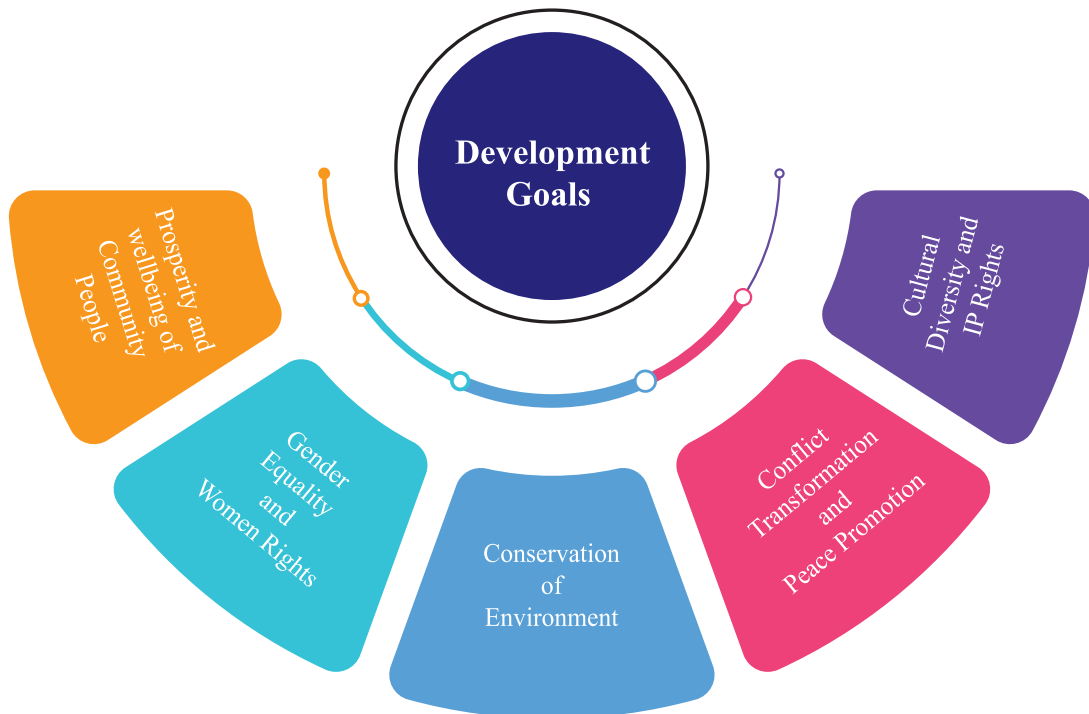 Development
Goals
Prosperity and
wellbeing of
Community
People
Gender
Equality
and
Women Rights
Conservation
of
Environment
Conflict
Transformation
and
Peace Promotion
Cultural
Diversity and
IP Rights